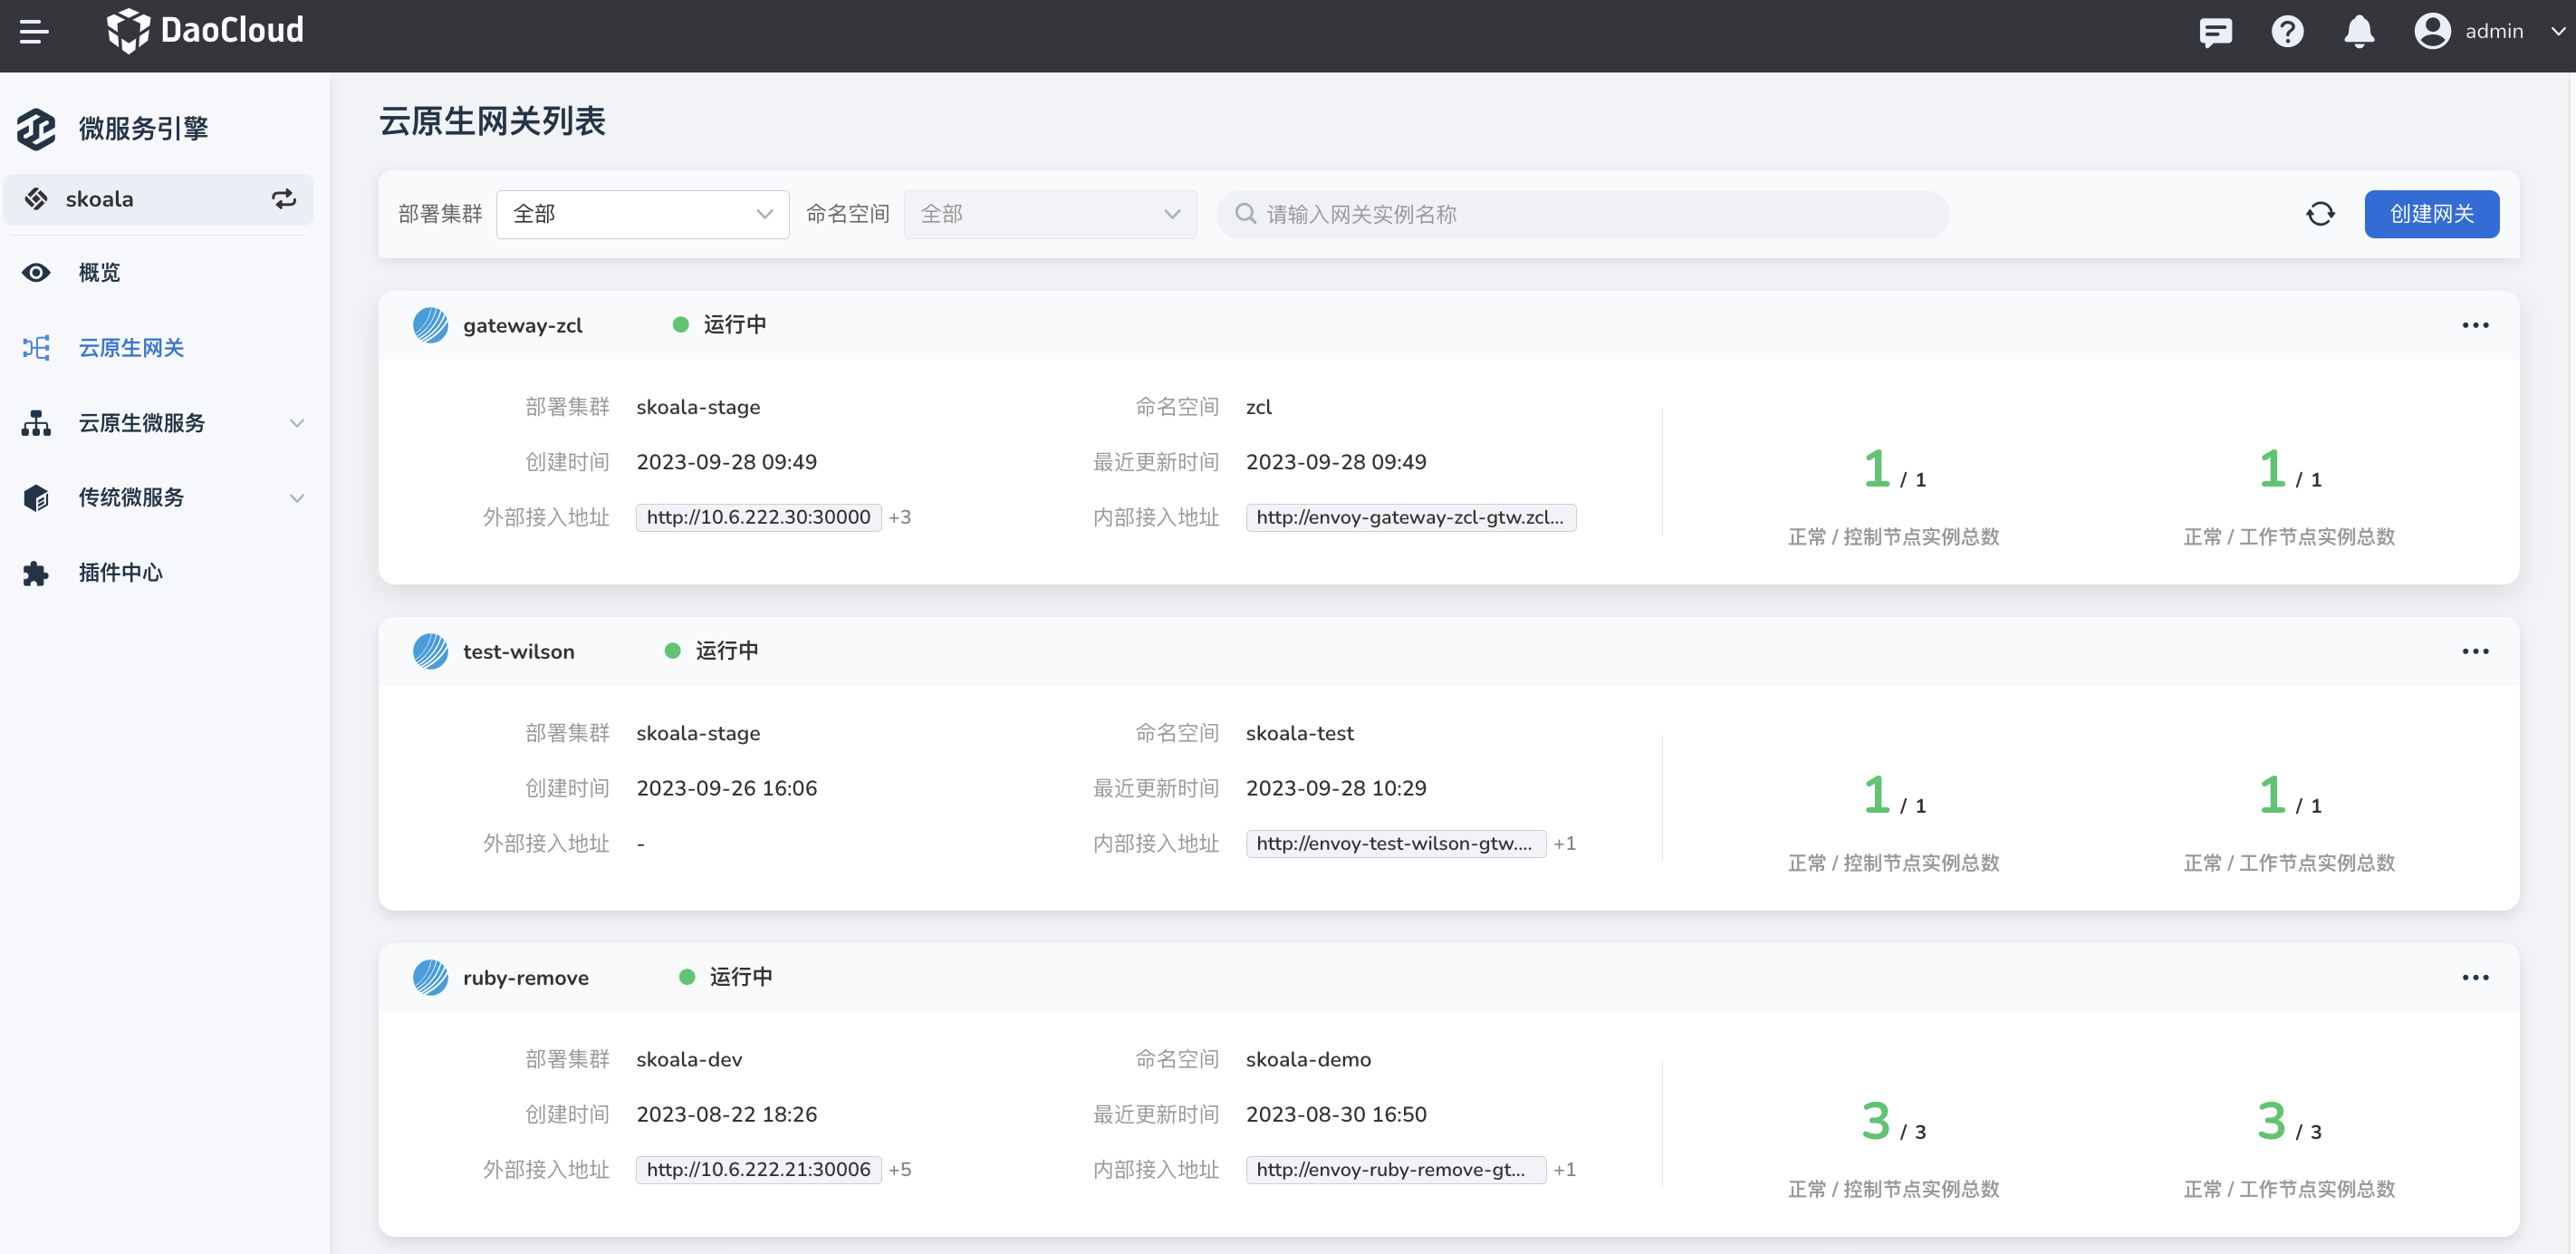 DaoCloud
admin
微服务引擎
skoala
概览
云原生网关
云原生微服务
传统微服务
插件中心
云原生网关列表
部署集群 全部 命名空间 全部 请输入网关实例名称 创建网关
gateway-zcl 运行中
部署集群 skoala-stage 命名空间 zcl
创建时间 2023-09-28 09:49 最近更新时间 2023-09-28 09:49
外部接入地址 http://10.6.222.30:30000 +3 内部接入地址 http://envoy-gateway-zcl-gtw.zcl...
1 / 1 1 / 1
正常 / 控制节点实例总数 正常 / 工作节点实例总数
test-wilson 运行中
部署集群 skoala-stage 命名空间 skoala-test
创建时间 2023-09-26 16:06 最近更新时间 2023-09-28 10:29
外部接入地址 - 内部接入地址 http://envoy-test-wilson-gtw.... +1
1 / 1 1 / 1
正常 / 控制节点实例总数 正常 / 工作节点实例总数
ruby-remove 运行中
部署集群 skoala-dev 命名空间 skoala-demo
创建时间 2023-08-22 18:26 最近更新时间 2023-08-30 16:50
外部接入地址 http://10.6.222.21:30006 +5 内部接入地址 http://envoy-ruby-remove-gt... +1
3 / 3 3 / 3
正常 / 控制节点实例总数 正常 / 工作节点实例总数